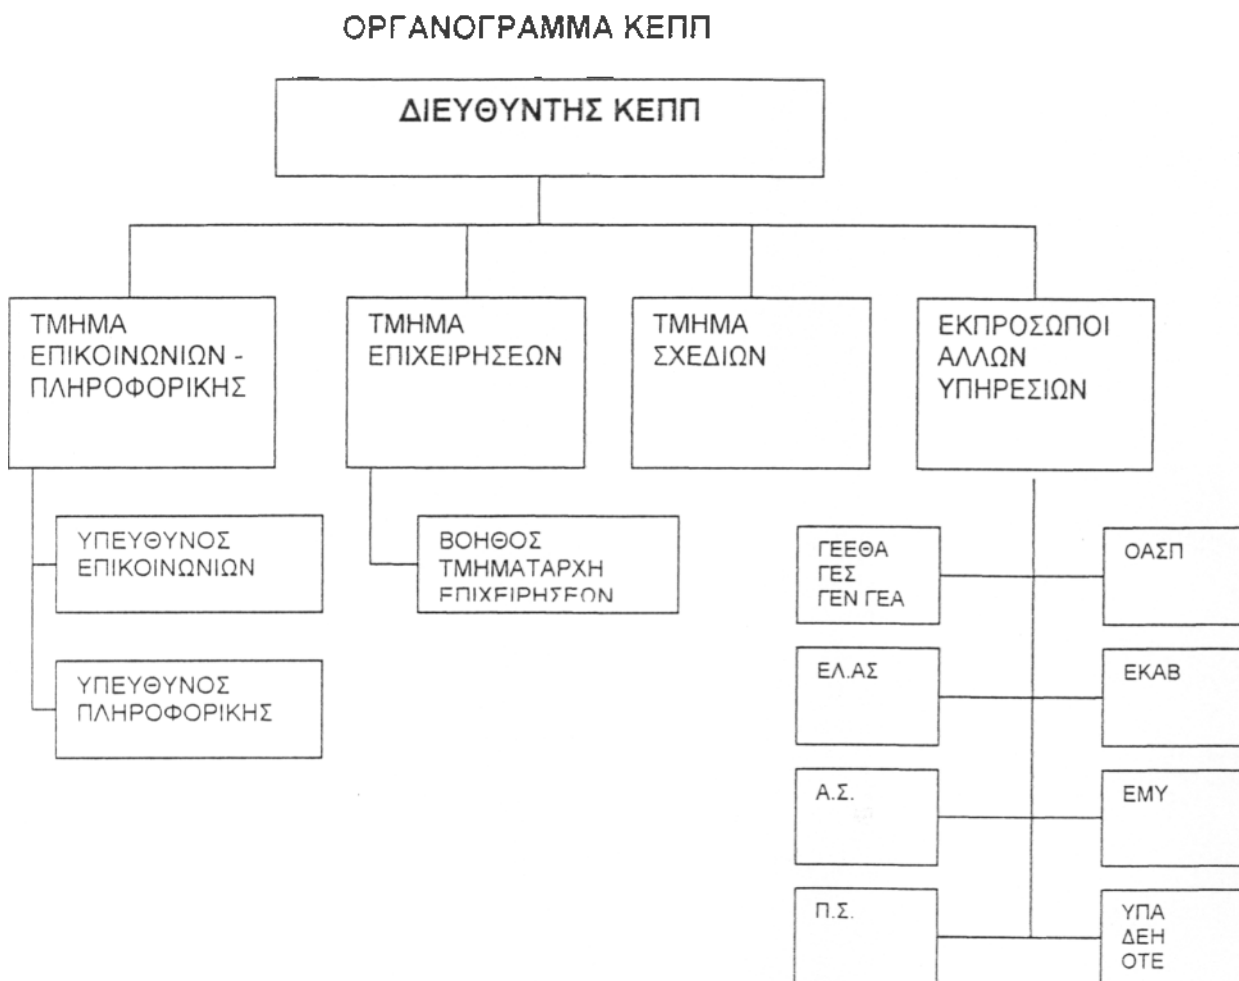 ΟΡΓΑΝΟΓΡΑΜΜΑ ΚΕΠΠ
ΔΙΕΥΘΥΝΤΗΣ ΚΕΠΠ
ΤΜΗΜΑ
ΕΠΙΚΟΙΝΩΝΙΩΝ -
ΠΛΗΡΟΦΟΡΙΚΗΣ
ΤΜΗΜΑ
ΕΠΙΧΕΙΡΗΣΕΩΝ
ΤΜΗΜΑ
ΣΧΕΔΙΩΝ
ΕΚΠΡΟΣΩΠΟΙ
ΑΛΛΩΝ
ΥΠΗΡΕΣΙΩΝ
ΥΠΕΥΘΥΝΟΣ
ΕΠΙΚΟΙΝΩΝΙΩΝ
ΥΠΕΥΘΥΝΟΣ
ΠΛΗΡΟΦΟΡΙΚΗΣ
ΒΟΗΘΟΣ
ΤΜΗΜΑΤΑΡΧΗ
ΕΠΙΧΕΙΡΗΣΕΩΝ
ΓΕΕΘΑ
ΓΕΣ
ΓΕΝ ΓΕΑ
ΟΑΣΠ
ΕΛ.ΑΣ
ΕΚΑΒ
Α.Σ.
ΕΜΥ
Π.Σ.
ΥΠΑ
ΔΕΗ
ΟΤΕ